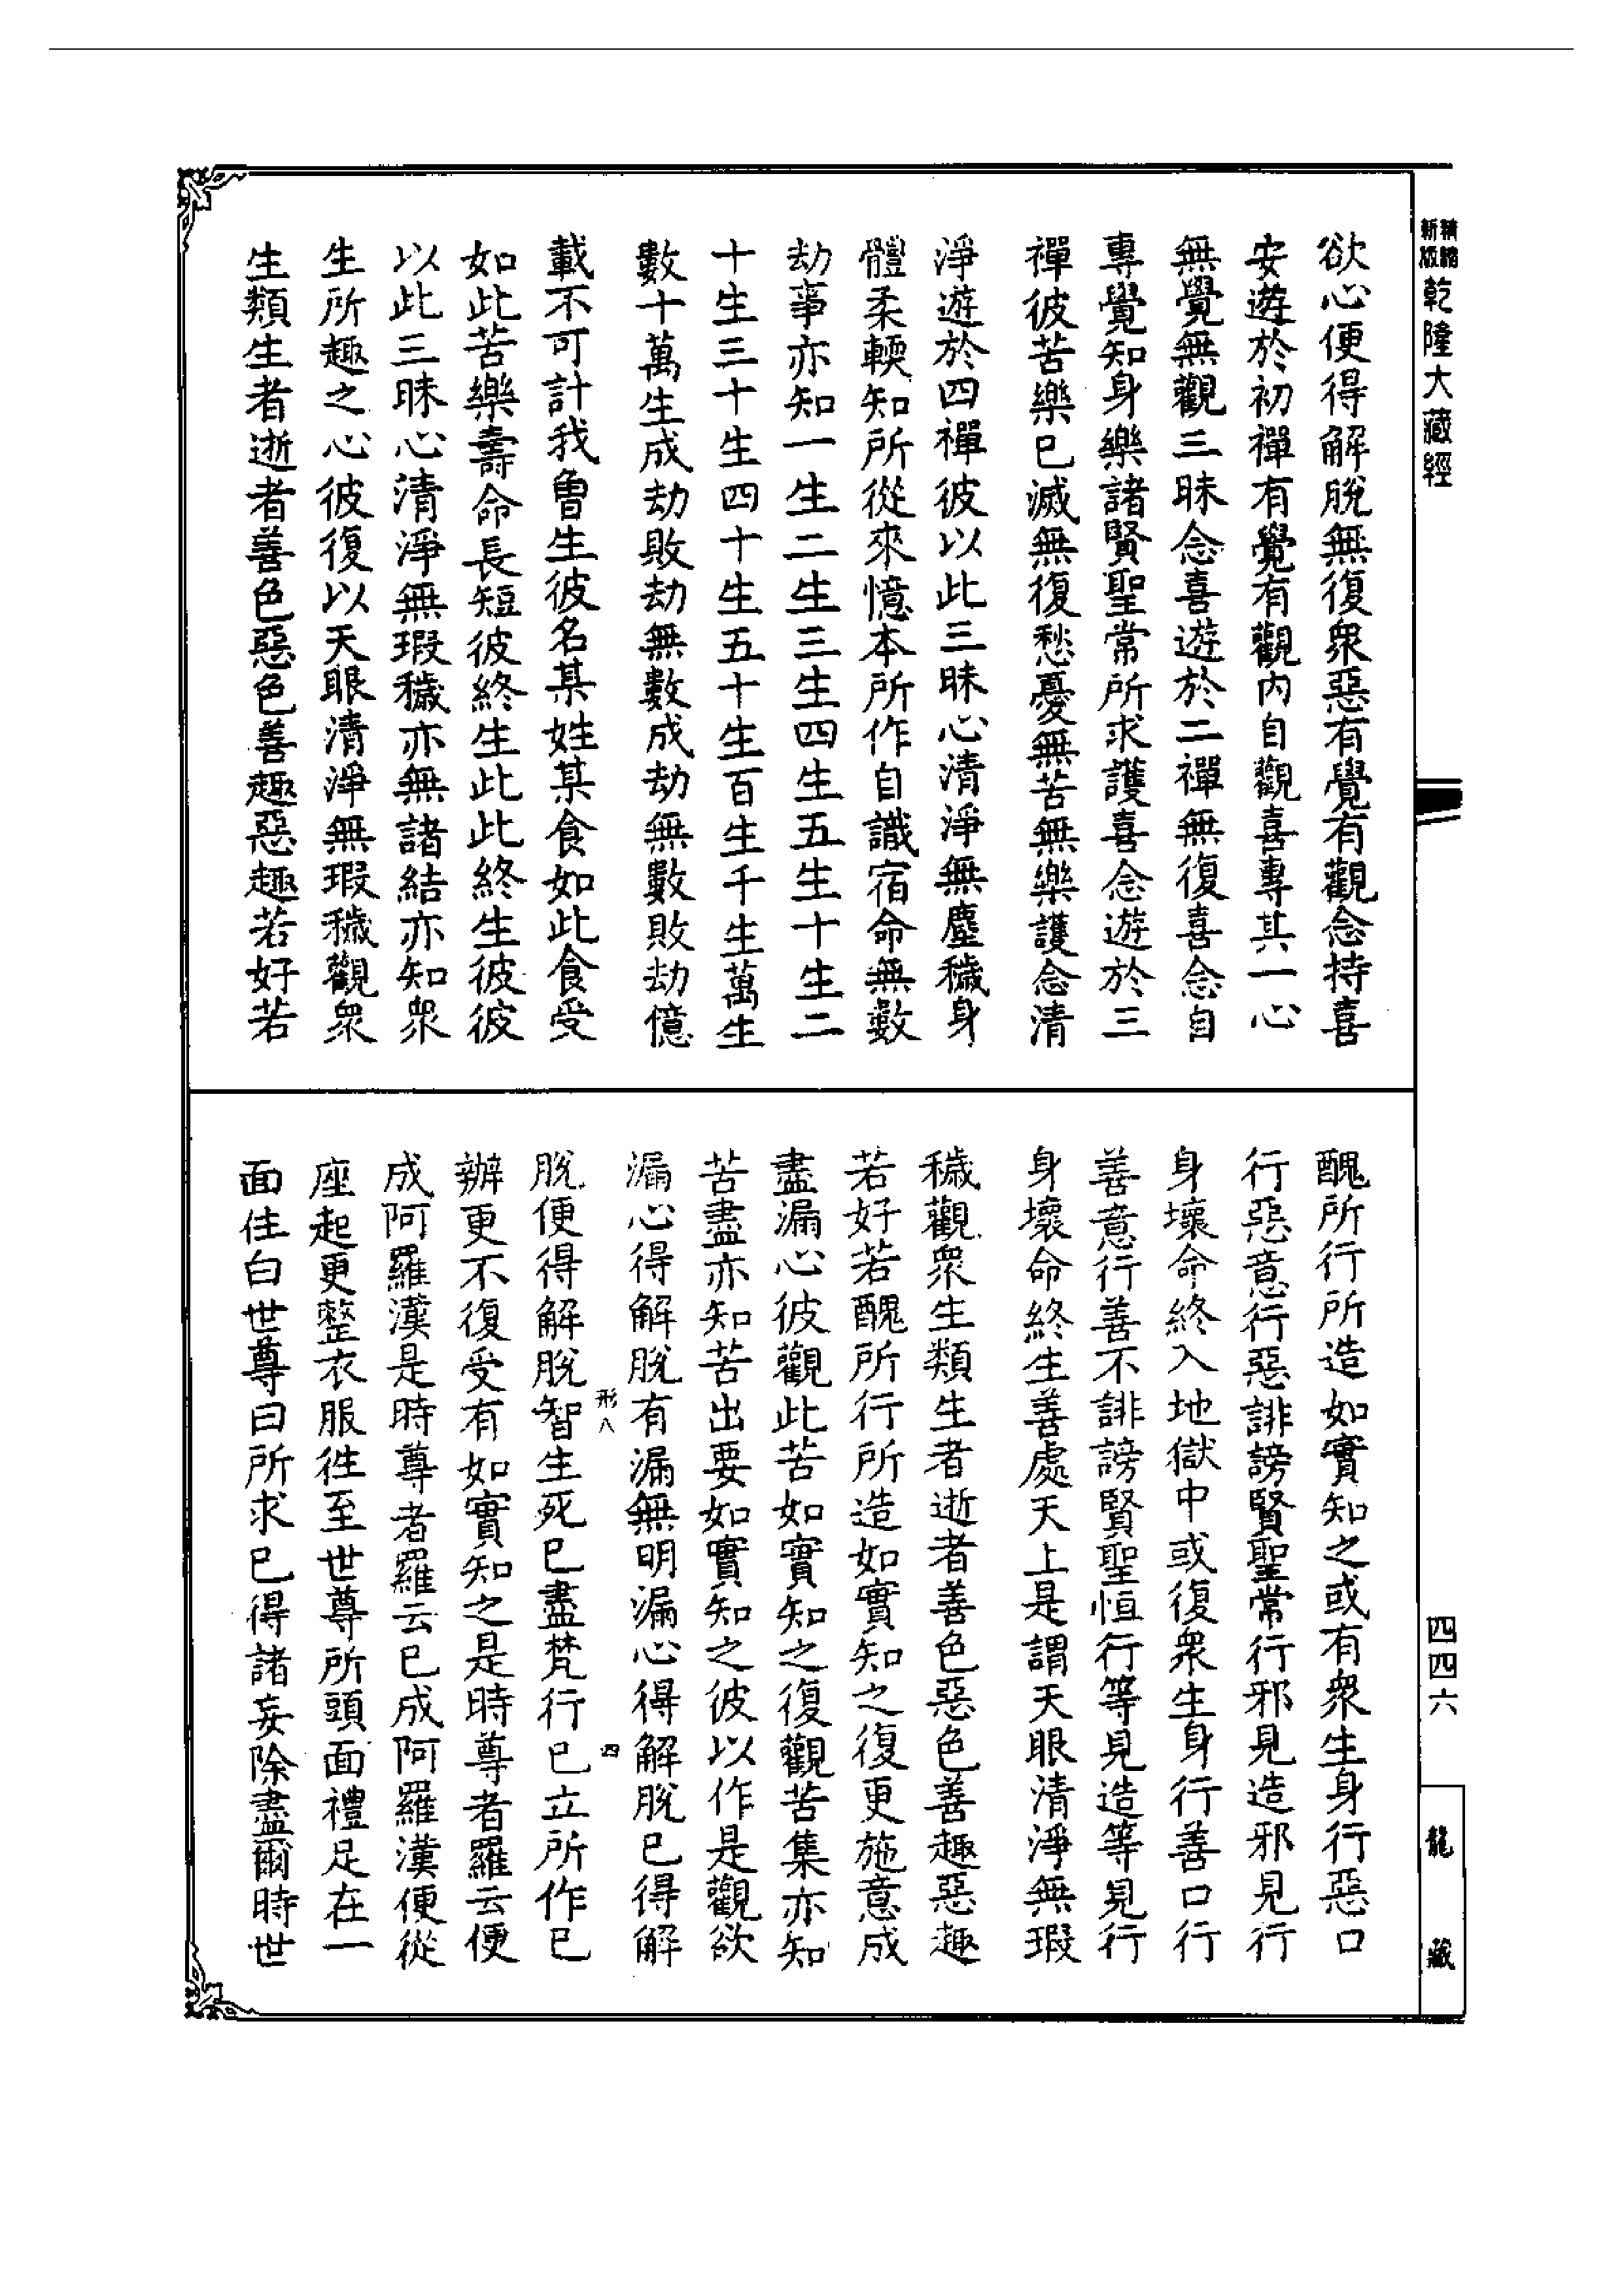 精縮新版乾隆大藏經
欲心便得解脫無復衆惡有覺有觀念持喜
安遊於初禪有覺有觀內自觀喜專其一心
無覺無觀三昧念喜遊於二禪無復喜念自
專覺知身樂諸賢聖常所求護喜念遊於三
禪彼苦樂已滅無復愁憂無苦無樂護念清
淨遊於四禪彼以此三昧心清淨無塵穢身
體柔輭知所從來憶本所作自識宿命無數
劫事亦知一生二生三生四生五生十生二
十生三十生四十生五十生百生千生萬生
數十萬生成劫敗劫無數成劫無數敗劫億
載不可計我曾生彼名某姓某食如此食受
如此苦樂壽命長短彼終生此此終生彼彼
以此三昧心清淨無瑕穢亦無諸結亦知衆
生所趣之心彼復以天眼清淨無瑕穢觀衆
生類生者逝者善色惡色善趣惡趣若好若
醜所行所造如實知之或有衆生身行惡口
行惡意行惡誹謗賢聖常行邪見造邪見行
身壞命終入地獄中或復衆生身行善口行
善意行善不誹謗賢聖恒行等見造等見行
身壞命終生善處天上是謂天眼清淨無瑕
穢觀衆生類生者逝者善色惡色善趣惡趣
若好若醜所行所造如實知之復更施意成
盡漏心彼觀此苦如實知之復觀苦集亦知
苦盡亦知苦出要如實知之彼以作是觀欲
漏心得解脫有漏無明漏心得解脫已得解
形八 四
脫便得解脫智生死已盡梵行已立所作已
辦更不復受有如實知之是時尊者羅云便
成阿羅漢是時尊者羅云已成阿羅漢便從
座起更整衣服徃至世尊所頭面禮足在一
面住白世尊曰所求已得諸妄除盡爾時世
四四六
龍藏